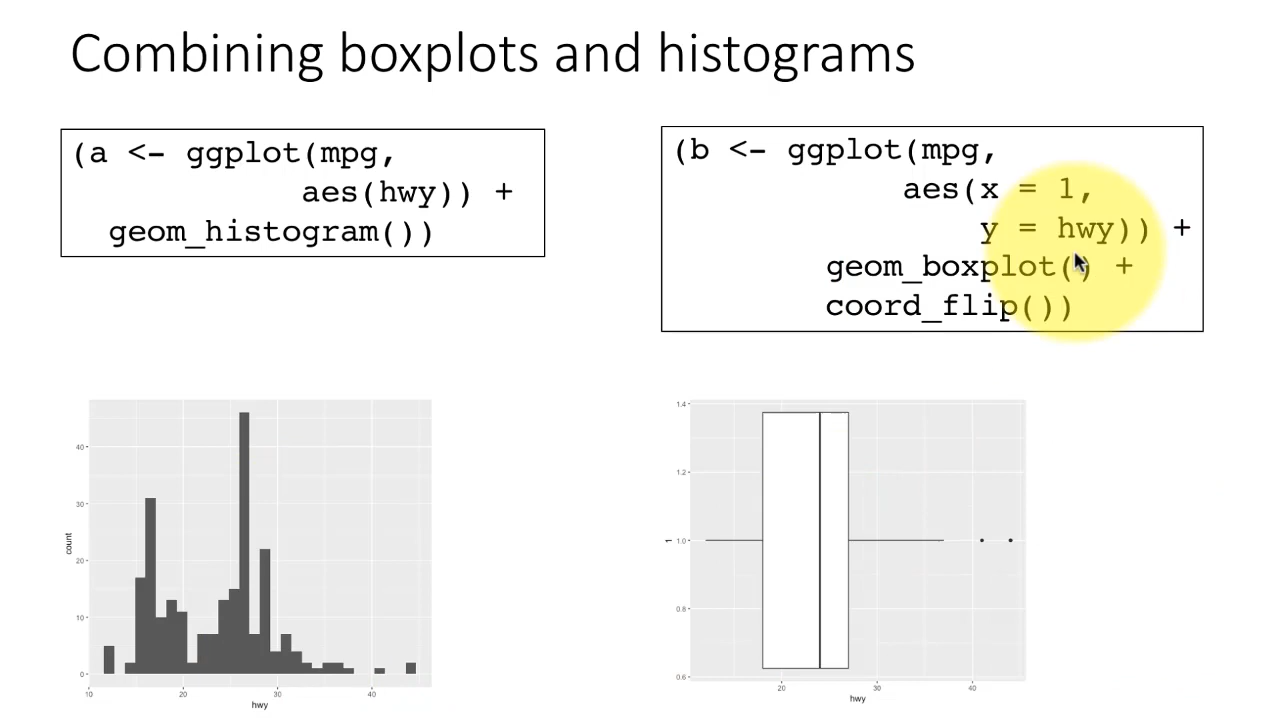 Combining boxplots and histograms
(a <- ggplot(mpg,
aes(hwy)) +
geom_histogram())
(b <- ggplot(mpg,
aes(x = 1,
y = hwy)) +
geom_boxplot() +
coord_flip())
count
40
30
20
10
0
10 20 30 40
hwy
1
1.4
1.2
1.0
0.8
0.6
20 30 40
hwy